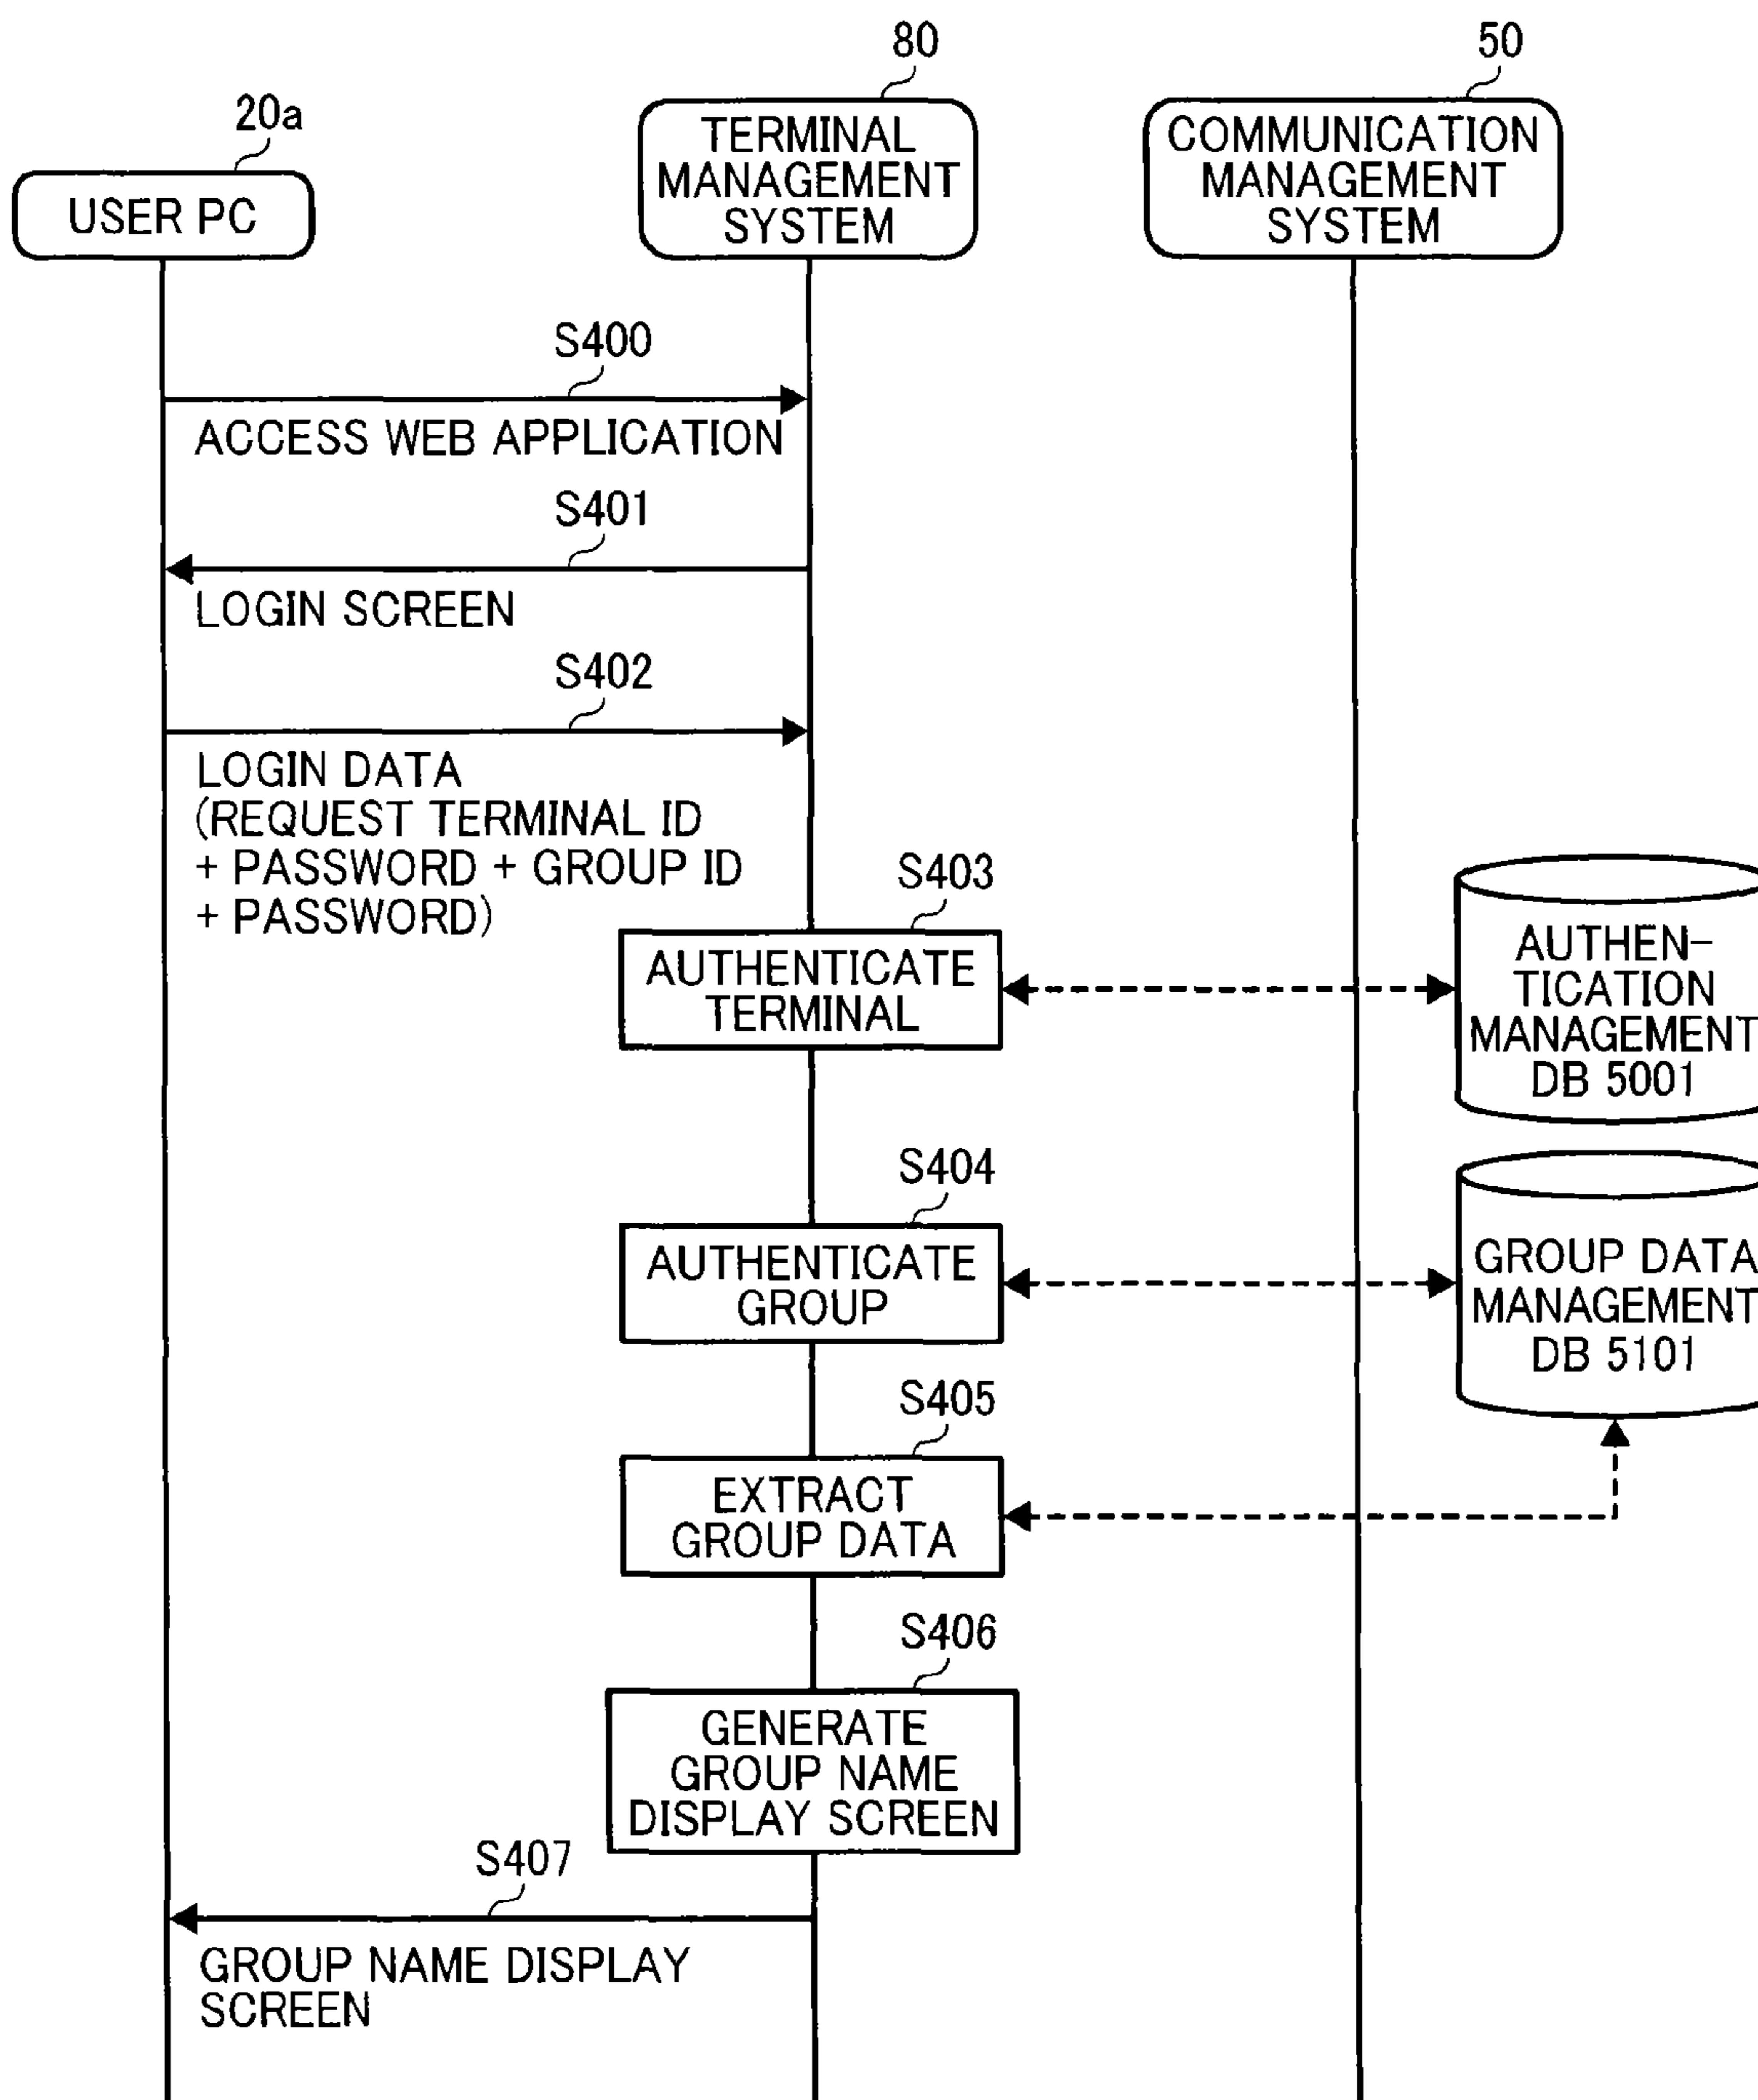 80
50
20a
TERMINAL
MANAGEMENT
SYSTEM
COMMUNICATION
MANAGEMENT
SYSTEM
USER PC
S400
ACCESS WEB APPLICATION
S401
LOGIN SCREEN
S402
LOGIN DATA
(REQUEST TERMINAL ID
+ PASSWORD + GROUP ID
+ PASSWORD)
S403
AUTHENTICATE
TERMINAL
AUTHEN-
TICATION
MANAGEMENT
DB 5001
S404
AUTHENTICATE
GROUP
GROUP DATA
MANAGEMENT
DB 5101
S405
EXTRACT
GROUP DATA
S406
GENERATE
GROUP NAME
DISPLAY SCREEN
S407
GROUP NAME DISPLAY
SCREEN